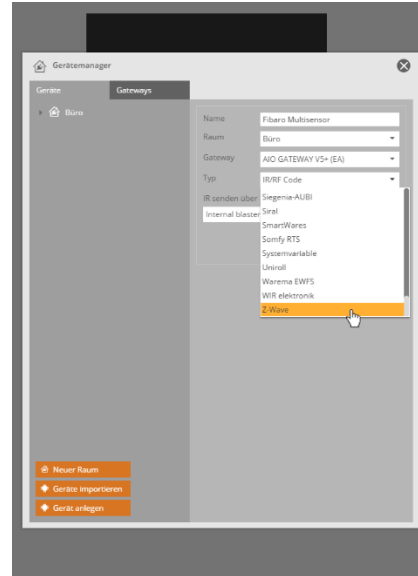 Gerätemanager
Geräte Gateways
Büro
Name Fibaro Multisensor
Raum Büro
Gateway AIO GATEWAY V5+ (EA)
Typ IR/RF Code
IR senden über
Internal blaster
Siegenia-AUBI
Siral
SmartWares
Somfy RTS
Systemvariable
Uniroll
Warema EWFS
WIR elektronik
Z-Wave
Neuer Raum
Geräte importieren
Gerät anlegen